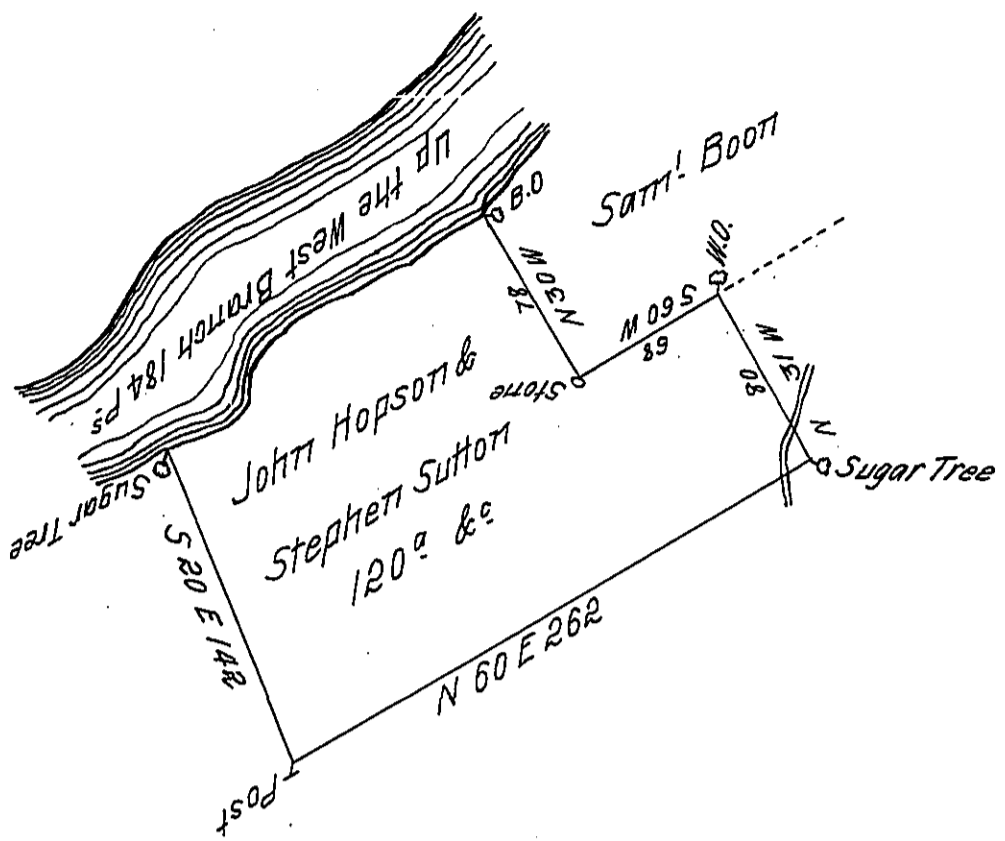 Up the West Branch 184 Ps
B.O
Sam! Boon
W.O.
N 30 W
78
S 60 W
68
N 31 W
80
Stone
Sugar Tree
Sugar Tree
John Hopson &
Stephen Sutton
120 a &c
S 20 E 142
N 60 E 262
Post